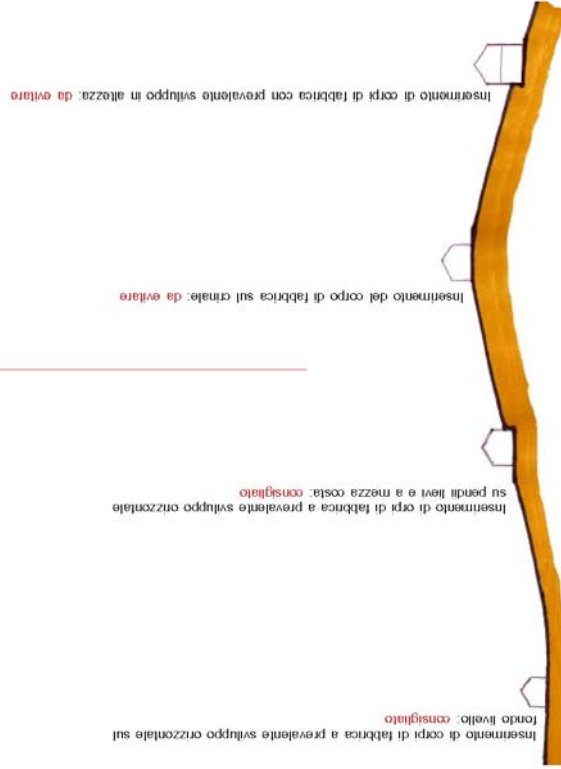 Inserimento di corpi di fabbrica a prevalente sviluppo orizzontale sul
fondo livello: consigliato
Inserimento di orpi di fabbrica a prevalente sviluppo orizzontale
su pendii lievi e a mezza costa: consigliato
Inserimento del corpo di fabbrica sul crinale: da evitare
Inserimento di corpi di fabbrica con prevalente sviluppo in altezza: da evitare